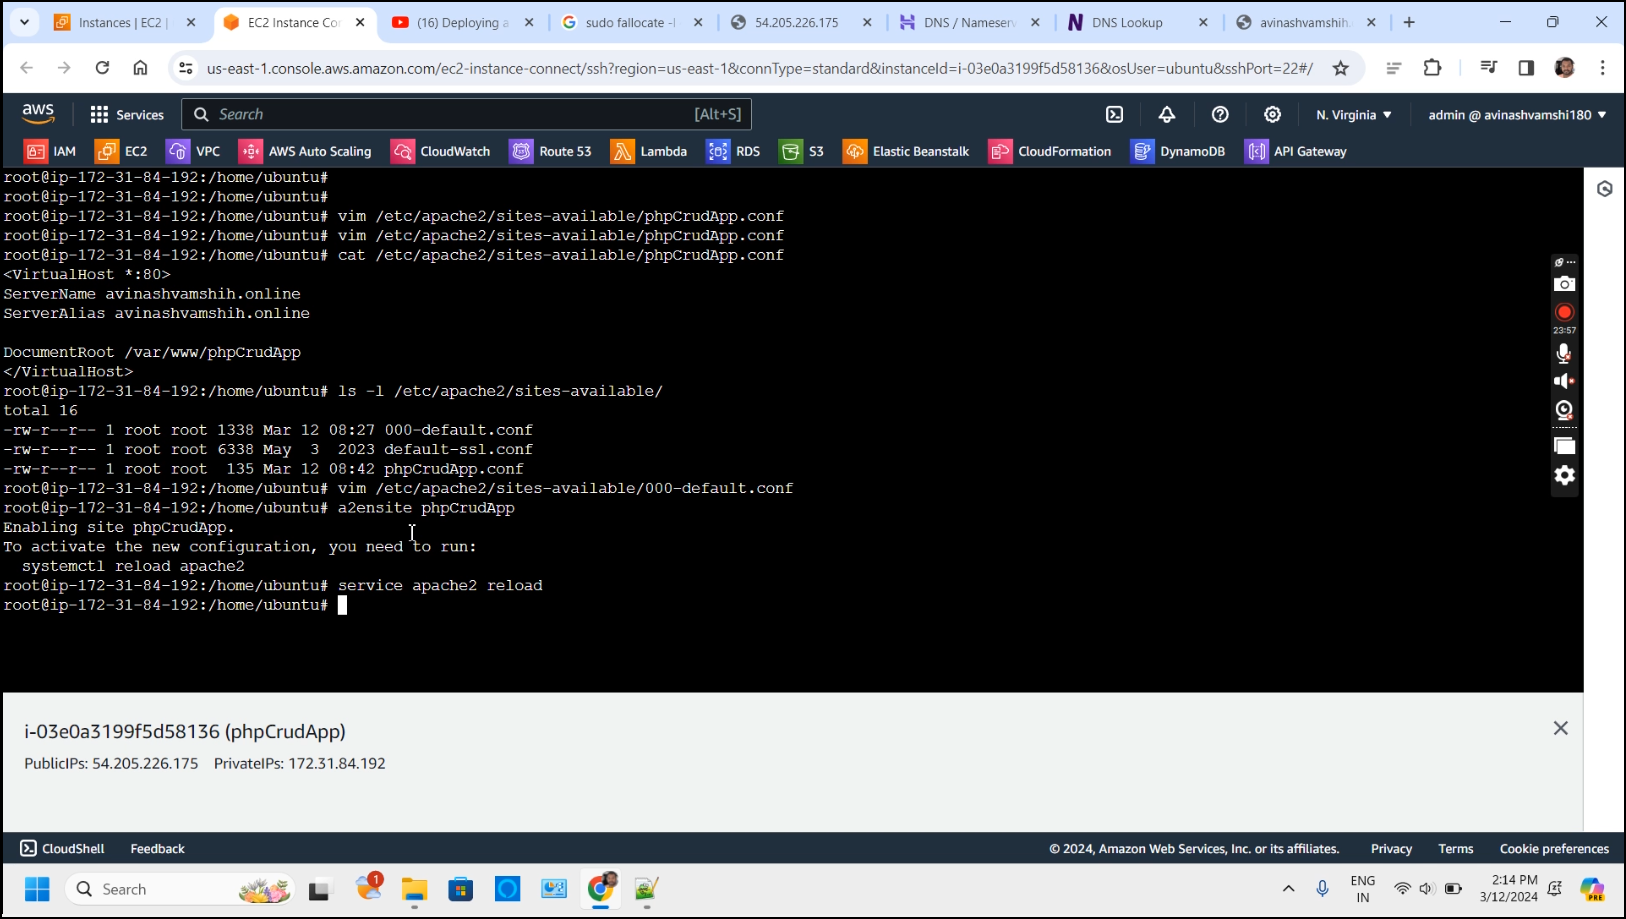 Instances | EC2 |
EC2 Instance Co
(16) Deploying a
sudo fallocate -l
54.205.226.175
DNS / Nameserv
DNS Lookup
avinashvamshih.
us-east-1.console.aws.amazon.com/ec2-instance-connect/ssh?region=us-east-1&connType=standard&instanceId=i-03e0a3199f5d58136&osUser=ubuntu&sshPort=22#/
aws
Services
Search
[Alt+S]
N. Virginia
admin @ avinashvamshi180
IAM
EC2
VPC
AWS Auto Scaling
CloudWatch
Route 53
Lambda
RDS
S3
Elastic Beanstalk
CloudFormation
DynamoDB
API Gateway
root@ip-172-31-84-192:/home/ubuntu#
root@ip-172-31-84-192:/home/ubuntu#
root@ip-172-31-84-192:/home/ubuntu# vim /etc/apache2/sites-available/phpCrudApp.conf
root@ip-172-31-84-192:/home/ubuntu# vim /etc/apache2/sites-available/phpCrudApp.conf
root@ip-172-31-84-192:/home/ubuntu# cat /etc/apache2/sites-available/phpCrudApp.conf
<VirtualHost *:80>
ServerName avinashvamshih.online
ServerAlias avinashvamshih.online
DocumentRoot /var/www/phpCrudApp
</VirtualHost>
root@ip-172-31-84-192:/home/ubuntu# ls -l /etc/apache2/sites-available/
total 16
-rw-r--r-- 1 root root 1338 Mar 12 08:27 000-default.conf
-rw-r--r-- 1 root root 6338 May  3  2023 default-ssl.conf
-rw-r--r-- 1 root root  135 Mar 12 08:42 phpCrudApp.conf
root@ip-172-31-84-192:/home/ubuntu# vim /etc/apache2/sites-available/000-default.conf
root@ip-172-31-84-192:/home/ubuntu# a2ensite phpCrudApp
Enabling site phpCrudApp.
To activate the new configuration, you need to run:
  systemctl reload apache2
root@ip-172-31-84-192:/home/ubuntu# service apache2 reload
root@ip-172-31-84-192:/home/ubuntu#
23:57
i-03e0a3199f5d58136 (phpCrudApp)
PublicIPs: 54.205.226.175 PrivateIPs: 172.31.84.192
CloudShell
Feedback
© 2024, Amazon Web Services, Inc. or its affiliates.
Privacy
Terms
Cookie preferences
Search
1
ENG
IN
2:14 PM
3/12/2024
PRE